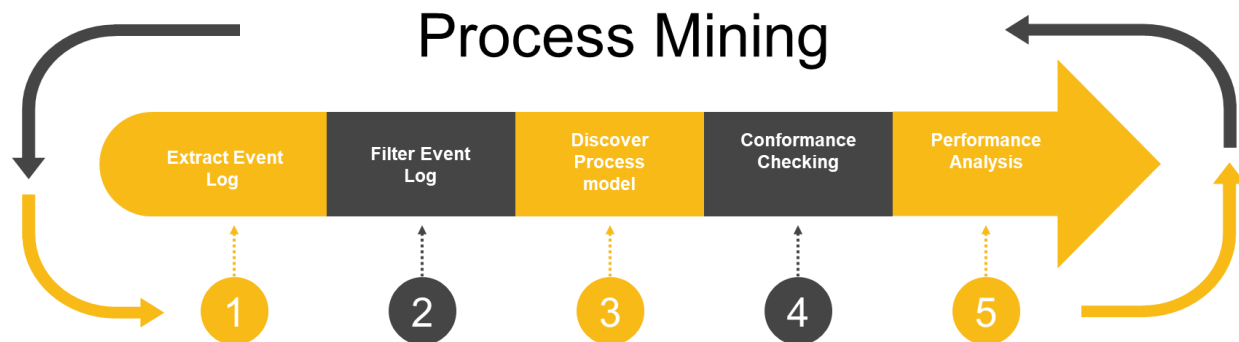 Process Mining
Extract Event
Log
Filter Event
Log
Discover
Process
model
Conformance
Checking
Performance
Analysis
1
2
3
4
5